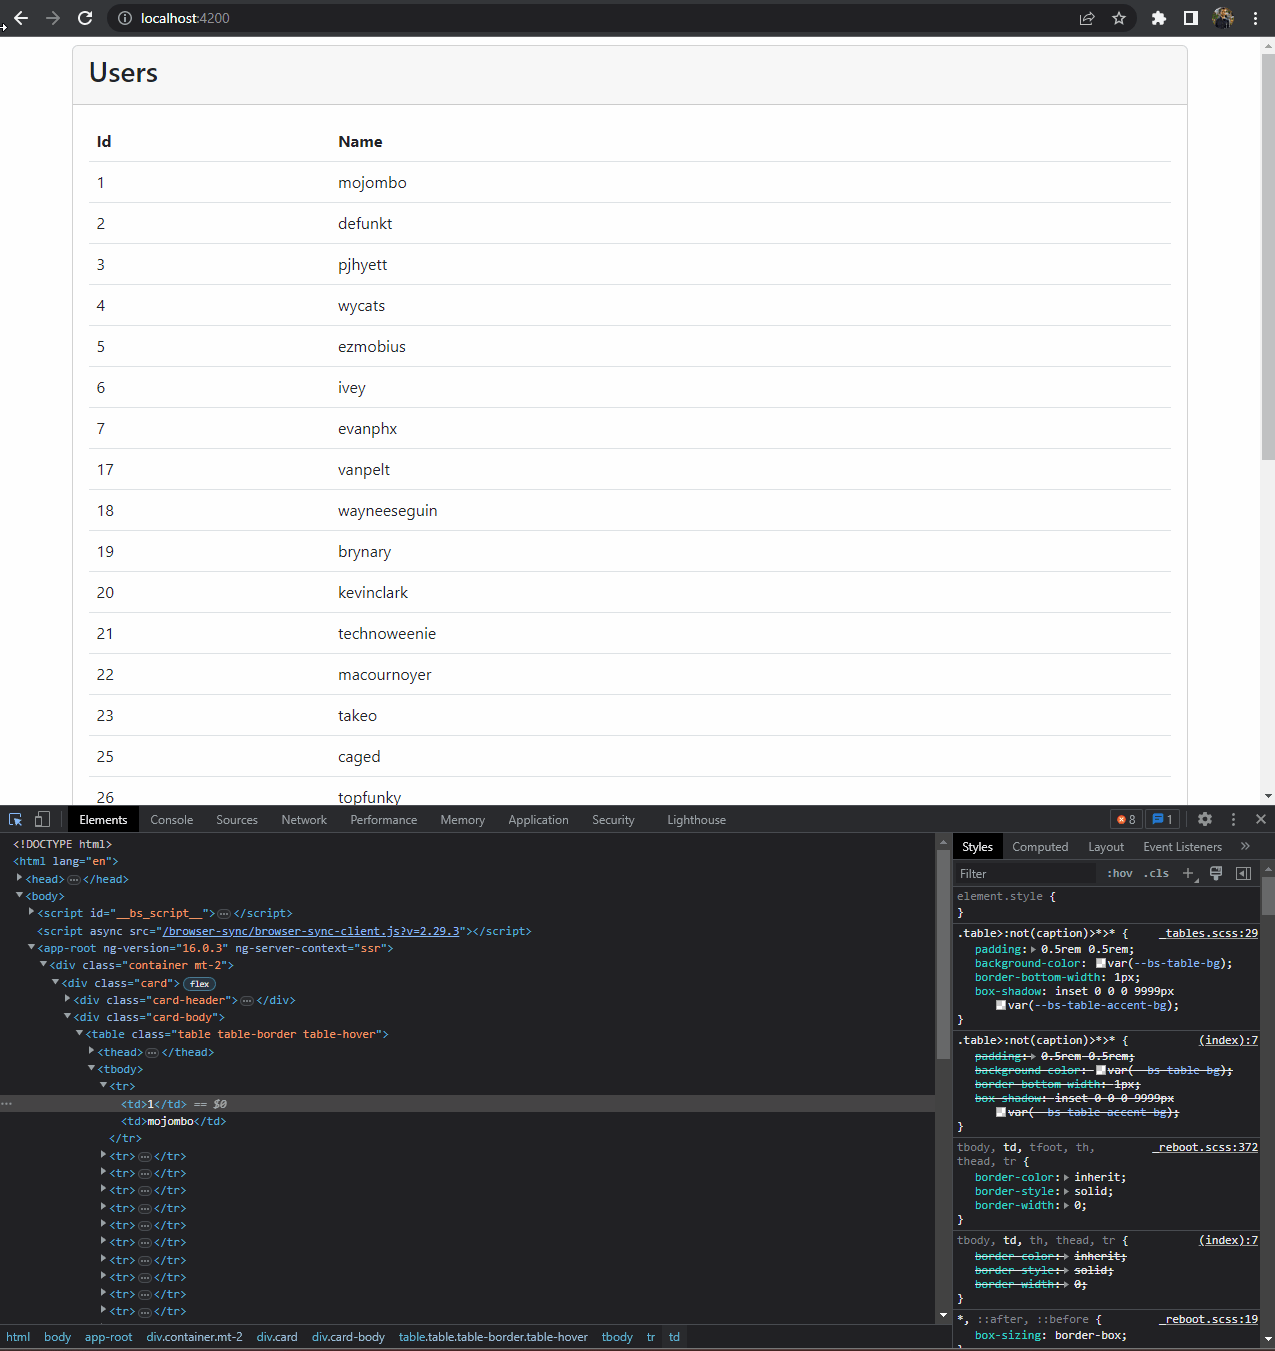 localhost:4200
Users
Id Name
1 mojombo
2 defunkt
3 pjhyett
4 wycats
5 ezmobius
6 ivey
7 evanphx
17 vanpelt
18 wayneeseguin
19 brynary
20 kevinclark
21 technoweenie
22 macournoyer
23 takeo
25 caged
26 topfunky
Elements Console Sources Network Performance Memory Application Security Lighthouse 8 1
<!DOCTYPE html>
<html lang="en">
<head>…</head>
<body>
<script id="__bs_script__">…</script>
<script async src="/browser-sync/browser-sync-client.js?v=2.29.3"></script>
<app-root ng-version="16.0.3" ng-server-context="ssr">
<div class="container mt-2">
<div class="card"> flex
<div class="card-header">…</div>
<div class="card-body">
<table class="table table-border table-hover">
<thead>…</thead>
<tbody>
<tr>
<td>1</td> == $0
<td>mojombo</td>
</tr>
<tr>…</tr>
<tr>…</tr>
<tr>…</tr>
<tr>…</tr>
<tr>…</tr>
<tr>…</tr>
<tr>…</tr>
<tr>…</tr>
<tr>…</tr>
<tr>…</tr>
html body app-root div.container.mt-2 div.card div.card-body table.table.table-border.table-hover tbody tr td
Styles Computed Layout Event Listeners »
Filter :hov .cls +
element.style {
}
.table>:not(caption)>*>* { _tables.scss:29
padding: 0.5rem 0.5rem;
background-color: var(--bs-table-bg);
border-bottom-width: 1px;
box-shadow: inset 0 0 0 9999px
var(--bs-table-accent-bg);
}
.table>:not(caption)>*>* { (index):7
padding: 0.5rem 0.5rem;
background-color: var(--bs-table-bg);
border-bottom-width: 1px;
box-shadow: inset 0 0 0 9999px
var(--bs-table-accent-bg);
}
tbody, td, tfoot, th, _reboot.scss:372
thead, tr {
border-color: inherit;
border-style: solid;
border-width: 0;
}
tbody, td, th, thead, tr { (index):7
border-color: inherit;
border-style: solid;
border-width: 0;
}
*, ::after, ::before { _reboot.scss:19
box-sizing: border-box;